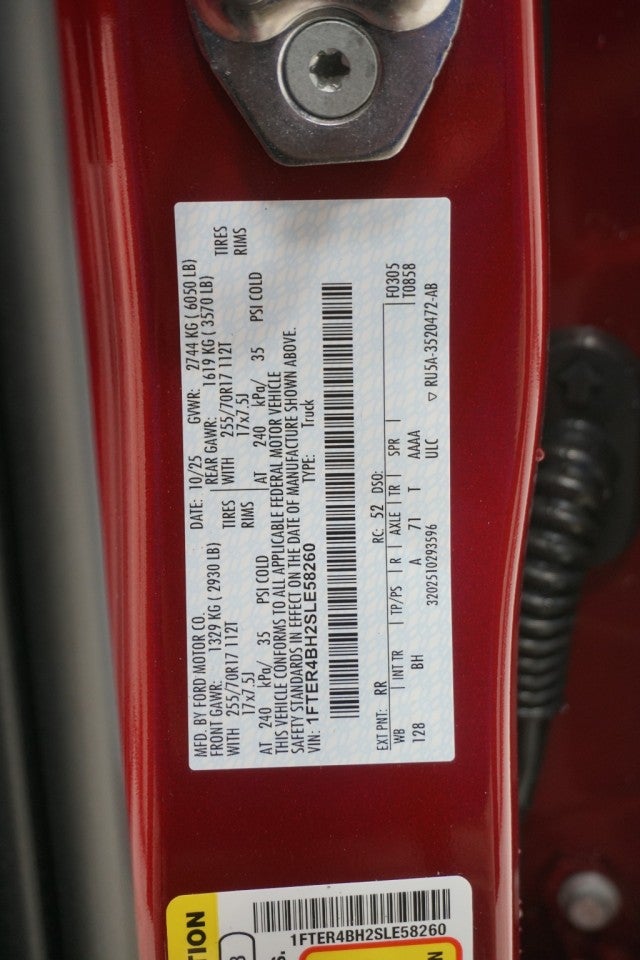 MFD. BY FORD MOTOR CO. DATE: 10/25 GVWR: 2744 KG ( 6050 LB)
FRONT GAWR: 1329 KG ( 2930 LB) REAR GAWR: 1619 KG ( 3570 LB)
WITH 255/70R17 112T TIRES WITH 255/70R17 112T TIRES
17x7.5J RIMS 17x7.5J RIMS
AT 240 kPa/ 35 PSI COLD AT 240 kPa/ 35 PSI COLD
THIS VEHICLE CONFORMS TO ALL APPLICABLE FEDERAL MOTOR VEHICLE
SAFETY STANDARDS IN EFFECT ON THE DATE OF MANUFACTURE SHOWN ABOVE.
VIN: 1FTER4BH2SLE58260 TYPE: Truck
EXT PNT: RR RC: 52 DSO: F0305
WB INT TR TP/PS R AXLE TR SPR T0858
128 BH A 71 T AAAA
3202510293596 ULC ▽ RU5A-3520472-AB
1FTER4BH2SLE58260